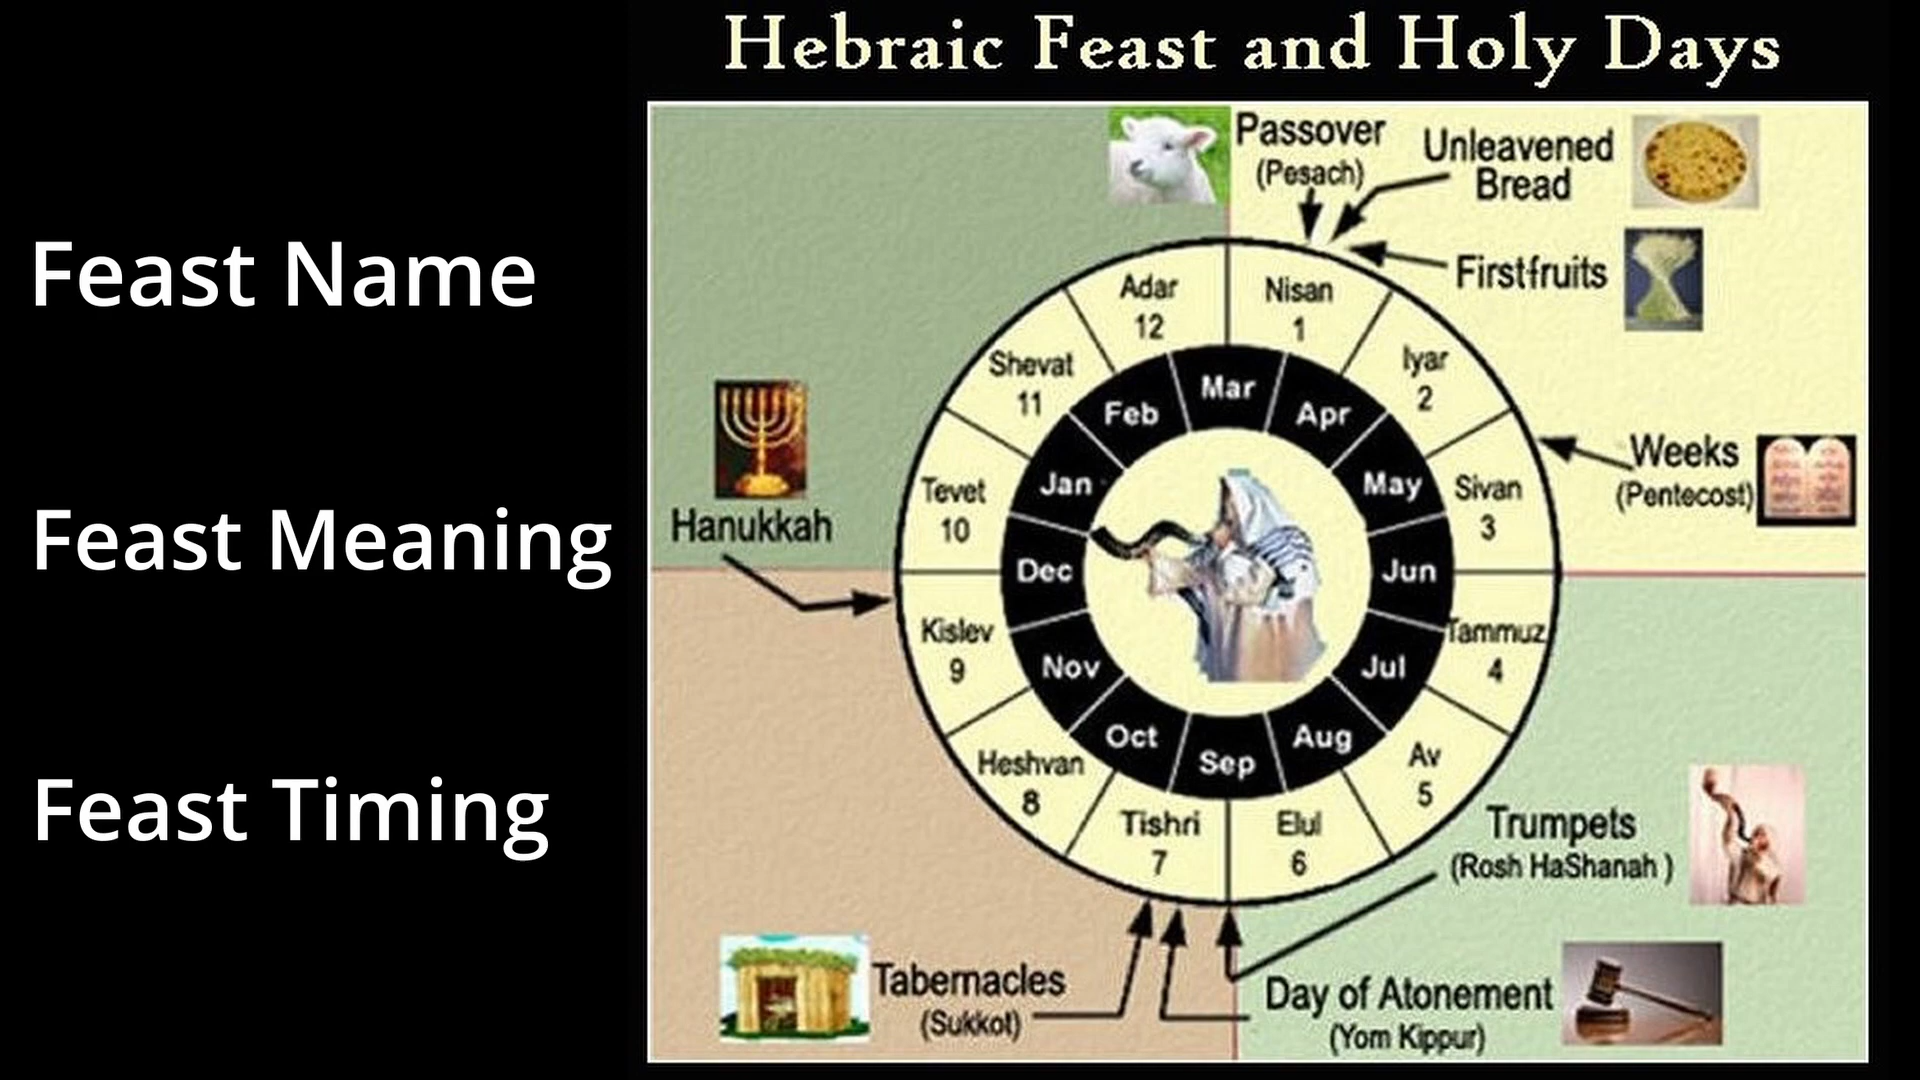 Hebraic Feast and Holy Days
Feast Name
Feast Meaning
Feast Timing
Passover
(Pesach)
Unleavened
Bread
Firstfruits
Weeks
(Pentecost)
Trumpets
(Rosh HaShanah )
Day of Atonement
(Yom Kippur)
Tabernacles
(Sukkot)
Hanukkah
Nisan
1
Iyar
2
Sivan
3
Tammuz
4
Av
5
Elul
6
Tishri
7
Heshvan
8
Kislev
9
Tevet
10
Shevat
11
Adar
12
Mar
Apr
May
Jun
Jul
Aug
Sep
Oct
Nov
Dec
Jan
Feb